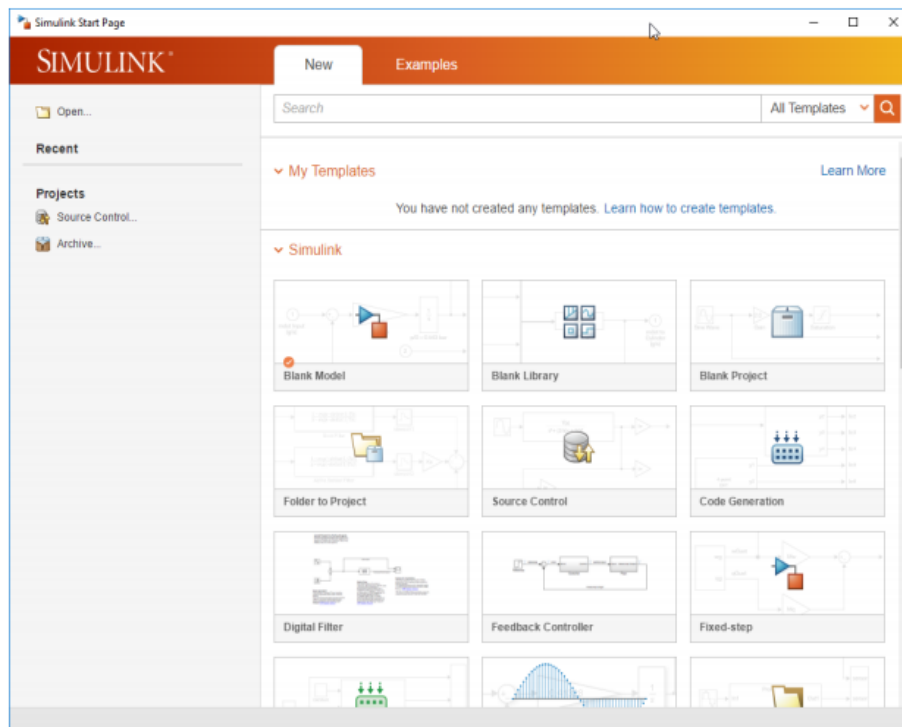 Simulink Start Page
SIMULINK®
New
Examples
Open...
Recent
Projects
Source Control...
Archive...
Search
All Templates
My Templates
Learn More
You have not created any templates. Learn how to create templates.
Simulink
Blank Model
Blank Library
Blank Project
Folder to Project
Source Control
Code Generation
Digital Filter
Feedback Controller
Fixed-step